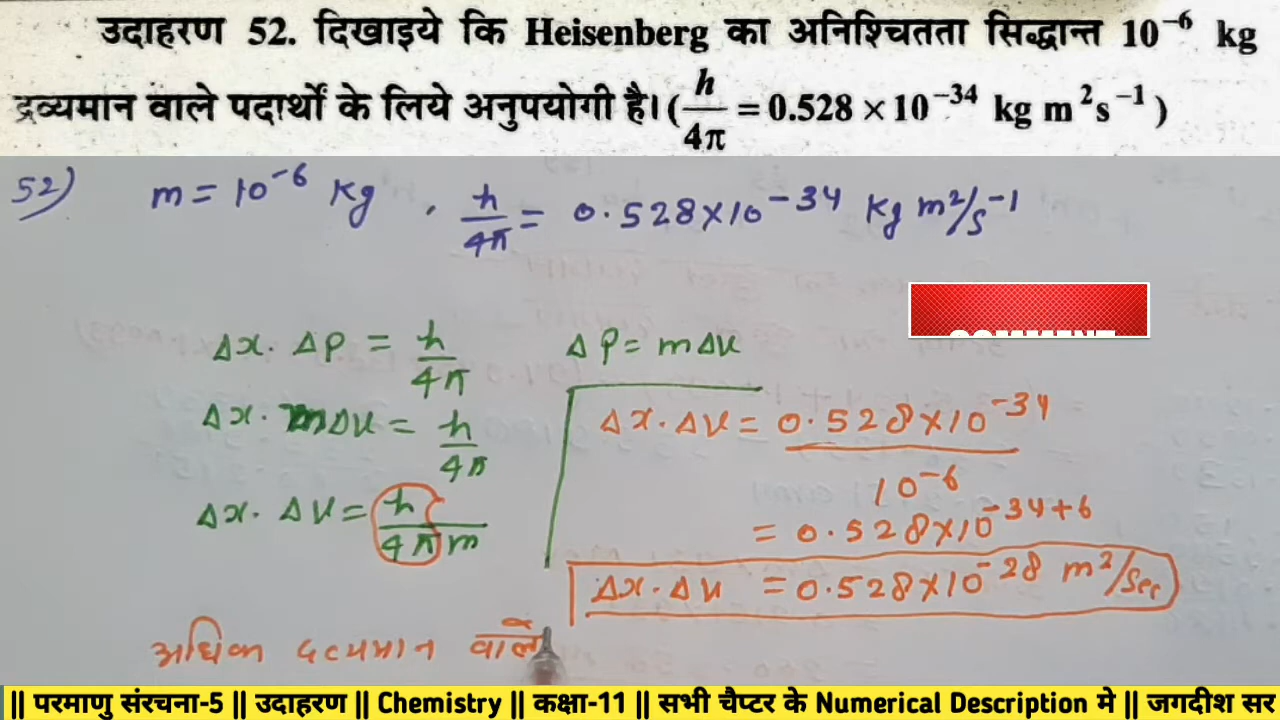 उदाहरण 52. दिखाइये कि Heisenberg का अनिश्चितता सिद्धान्त 10⁻⁶ kg
द्रव्यमान वाले पदार्थों के लिये अनुपयोगी है। (h/4π = 0.528 × 10⁻³⁴ kg m²s⁻¹)
52) m = 10⁻⁶ Kg , h/4π = 0.528×10⁻³⁴ Kg m²/s⁻¹
COMMENT
Δx. ΔP = h/4π
Δx. mΔv = h/4π
Δx. Δv = h/4πm
ΔP = mΔv
Δx. Δv = 0.528×10⁻³⁴
10⁻⁶
= 0.528×10⁻³⁴⁺⁶
Δx. Δv = 0.528×10⁻²⁸ m²/Sec
अधिक द्रव्यमान वाले
|| परमाणु संरचना-5 || उदाहरण || Chemistry || कक्षा-11 || सभी चैप्टर के Numerical Description मे || जगदीश सर